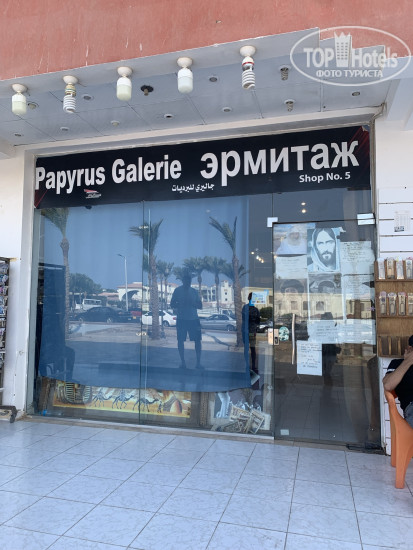 TOP Hotels
ФОТО ТУРИСТА
Papyrus Galerie эрмитаж
جاليري للبرديات
Shop No. 5